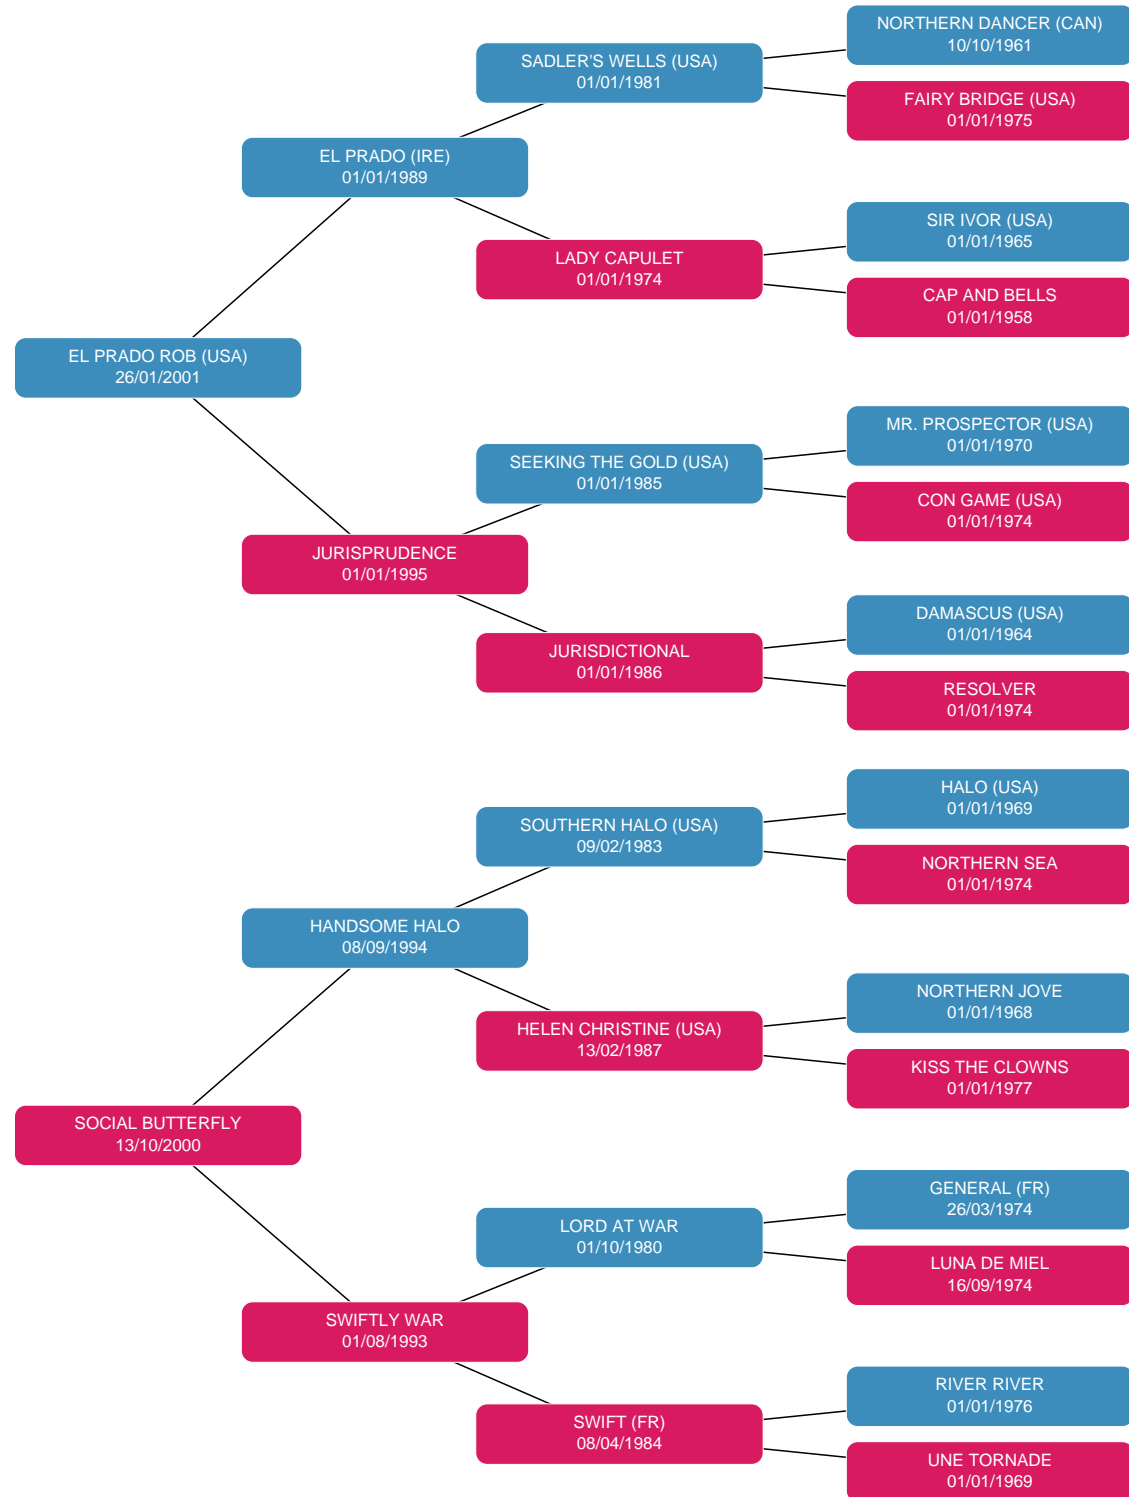 NORTHERN DANCER (CAN)
10/10/1961
SADLER'S WELLS (USA)
01/01/1981
FAIRY BRIDGE (USA)
01/01/1975
EL PRADO (IRE)
01/01/1989
SIR IVOR (USA)
01/01/1965
LADY CAPULET
01/01/1974
CAP AND BELLS
01/01/1958
EL PRADO ROB (USA)
26/01/2001
MR. PROSPECTOR (USA)
01/01/1970
SEEKING THE GOLD (USA)
01/01/1985
CON GAME (USA)
01/01/1974
JURISPRUDENCE
01/01/1995
DAMASCUS (USA)
01/01/1964
JURISDICTIONAL
01/01/1986
RESOLVER
01/01/1974
HALO (USA)
01/01/1969
SOUTHERN HALO (USA)
09/02/1983
NORTHERN SEA
01/01/1974
HANDSOME HALO
08/09/1994
NORTHERN JOVE
01/01/1968
HELEN CHRISTINE (USA)
13/02/1987
KISS THE CLOWNS
01/01/1977
SOCIAL BUTTERFLY
13/10/2000
GENERAL (FR)
26/03/1974
LORD AT WAR
01/10/1980
LUNA DE MIEL
16/09/1974
SWIFTLY WAR
01/08/1993
RIVER RIVER
01/01/1976
SWIFT (FR)
08/04/1984
UNE TORNADE
01/01/1969